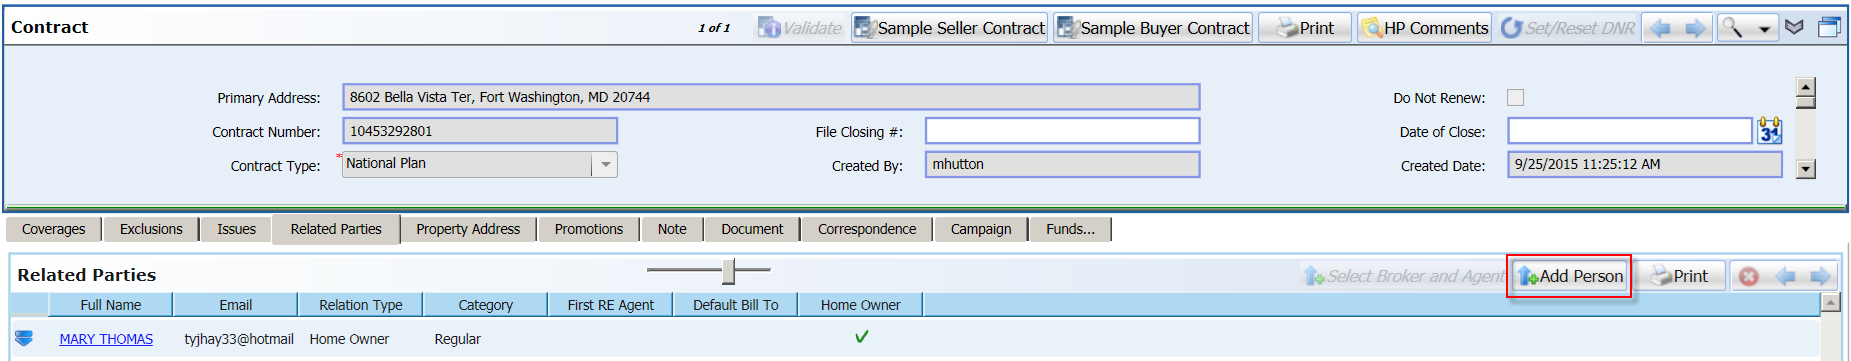 Contract 1 of 1 Validate Sample Seller Contract Sample Buyer Contract Print HP Comments Set/Reset DNR
Primary Address: 8602 Bella Vista Ter, Fort Washington, MD 20744 Do Not Renew:
Contract Number: 10453292801 File Closing #: Date of Close: 31
Contract Type: * National Plan Created By: mhutton Created Date: 9/25/2015 11:25:12 AM
Coverages Exclusions Issues Related Parties Property Address Promotions Note Document Correspondence Campaign Funds...
Related Parties Select Broker and Agent Add Person Print
Full Name Email Relation Type Category First RE Agent Default Bill To Home Owner
MARY THOMAS tyjhay33@hotmail Home Owner Regular